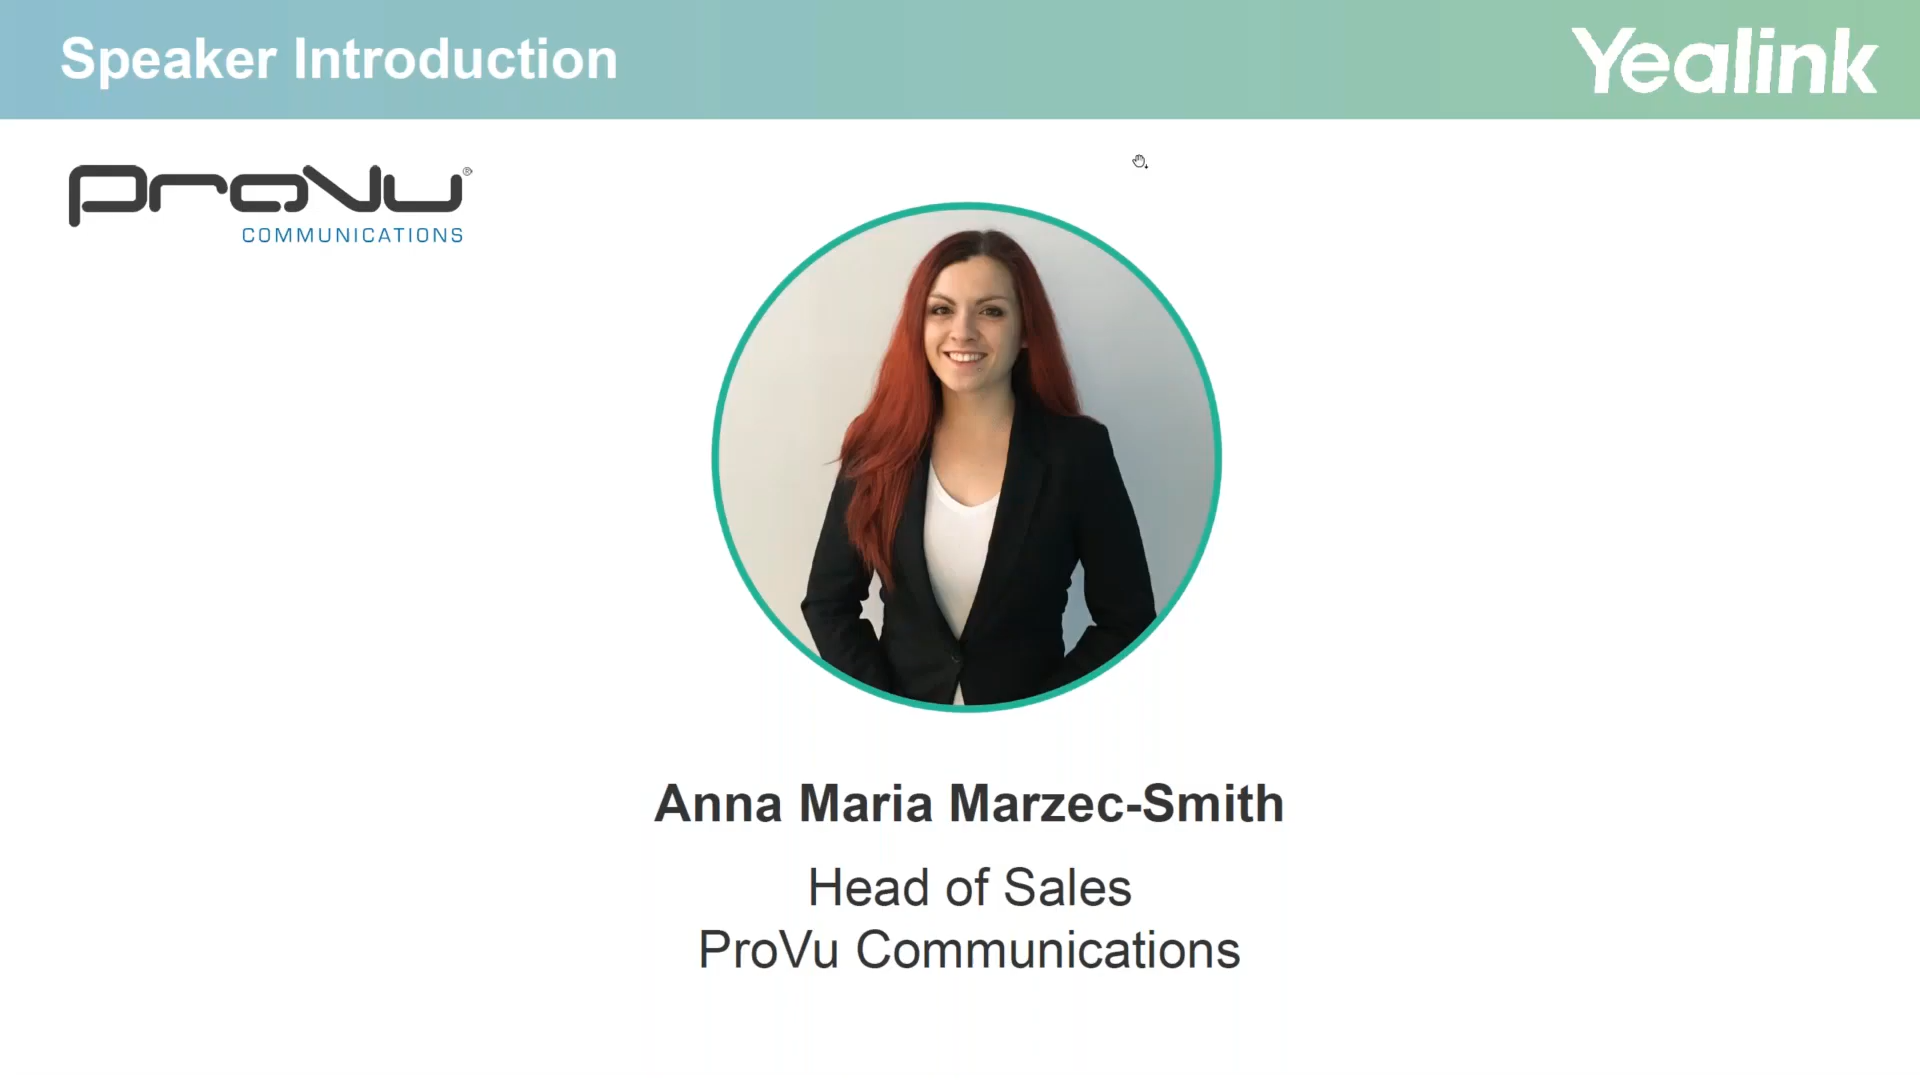 Speaker Introduction
Yealink
ProVu®
COMMUNICATIONS
Anna Maria Marzec-Smith
Head of Sales
ProVu Communications